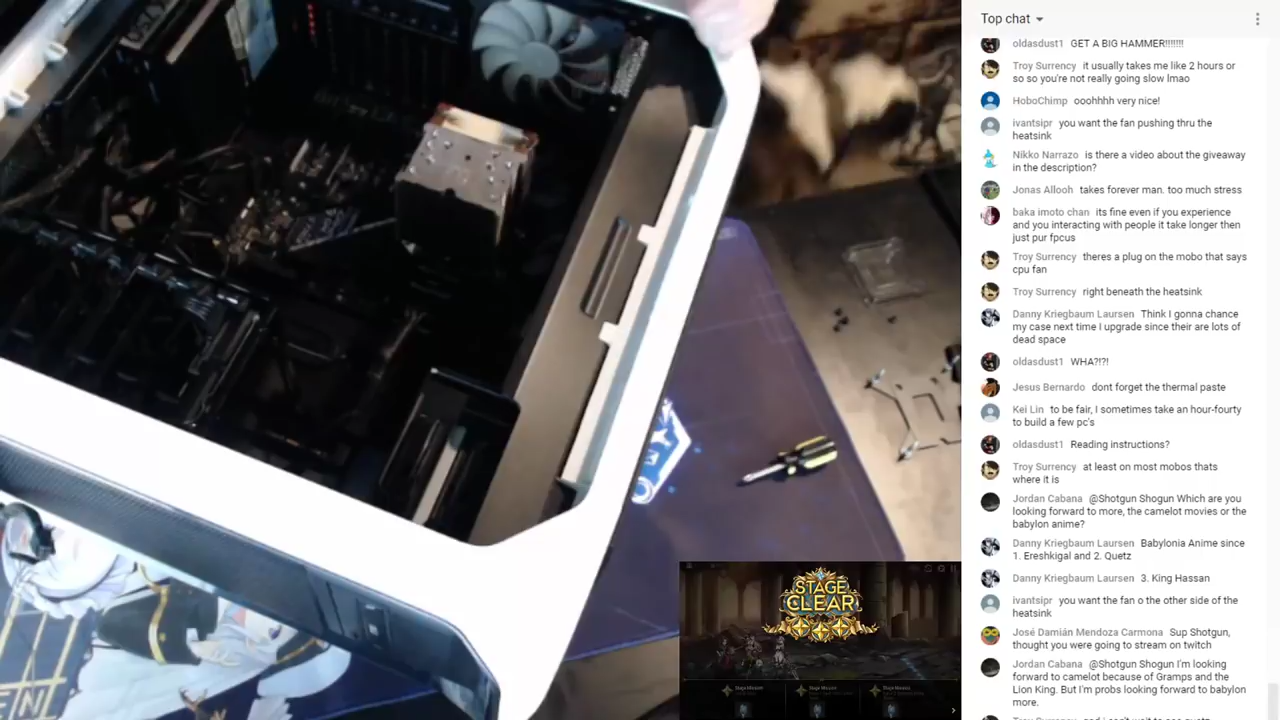 Top chat
oldasdust1 GET A BIG HAMMER!!!!!!!
Troy Surrency it usually takes me like 2 hours or
so so you're not really going slow lmao
HoboChimp ooohhhh very nice!
ivantsipr you want the fan pushing thru the
heatsink
Nikko Narrazo is there a video about the giveaway
in the description?
Jonas Allooh takes forever man. too much stress
baka imoto chan its fine even if you experience
and you interacting with people it take longer then
just pur fpcus
Troy Surrency theres a plug on the mobo that says
cpu fan
Troy Surrency right beneath the heatsink
Danny Kriegbaum Laursen Think I gonna chance
my case next time I upgrade since their are lots of
dead space
oldasdust1 WHA?!?!
Jesus Bernardo dont forget the thermal paste
Kei Lin to be fair, I sometimes take an hour-fourty
to build a few pc's
oldasdust1 Reading instructions?
Troy Surrency at least on most mobos thats
where it is
Jordan Cabana @Shotgun Shogun Which are you
looking forward to more, the camelot movies or the
babylon anime?
Danny Kriegbaum Laursen Babylonia Anime since
1. Ereshkigal and 2. Quetz
Danny Kriegbaum Laursen 3. King Hassan
ivantsipr you want the fan o the other side of the
heatsink
José Damián Mendoza Carmona Sup Shotgun,
thought you were going to stream on twitch
Jordan Cabana @Shotgun Shogun I'm looking
forward to camelot because of Gramps and the
Lion King. But I'm probs looking forward to babylon
more.
STAGE
CLEAR